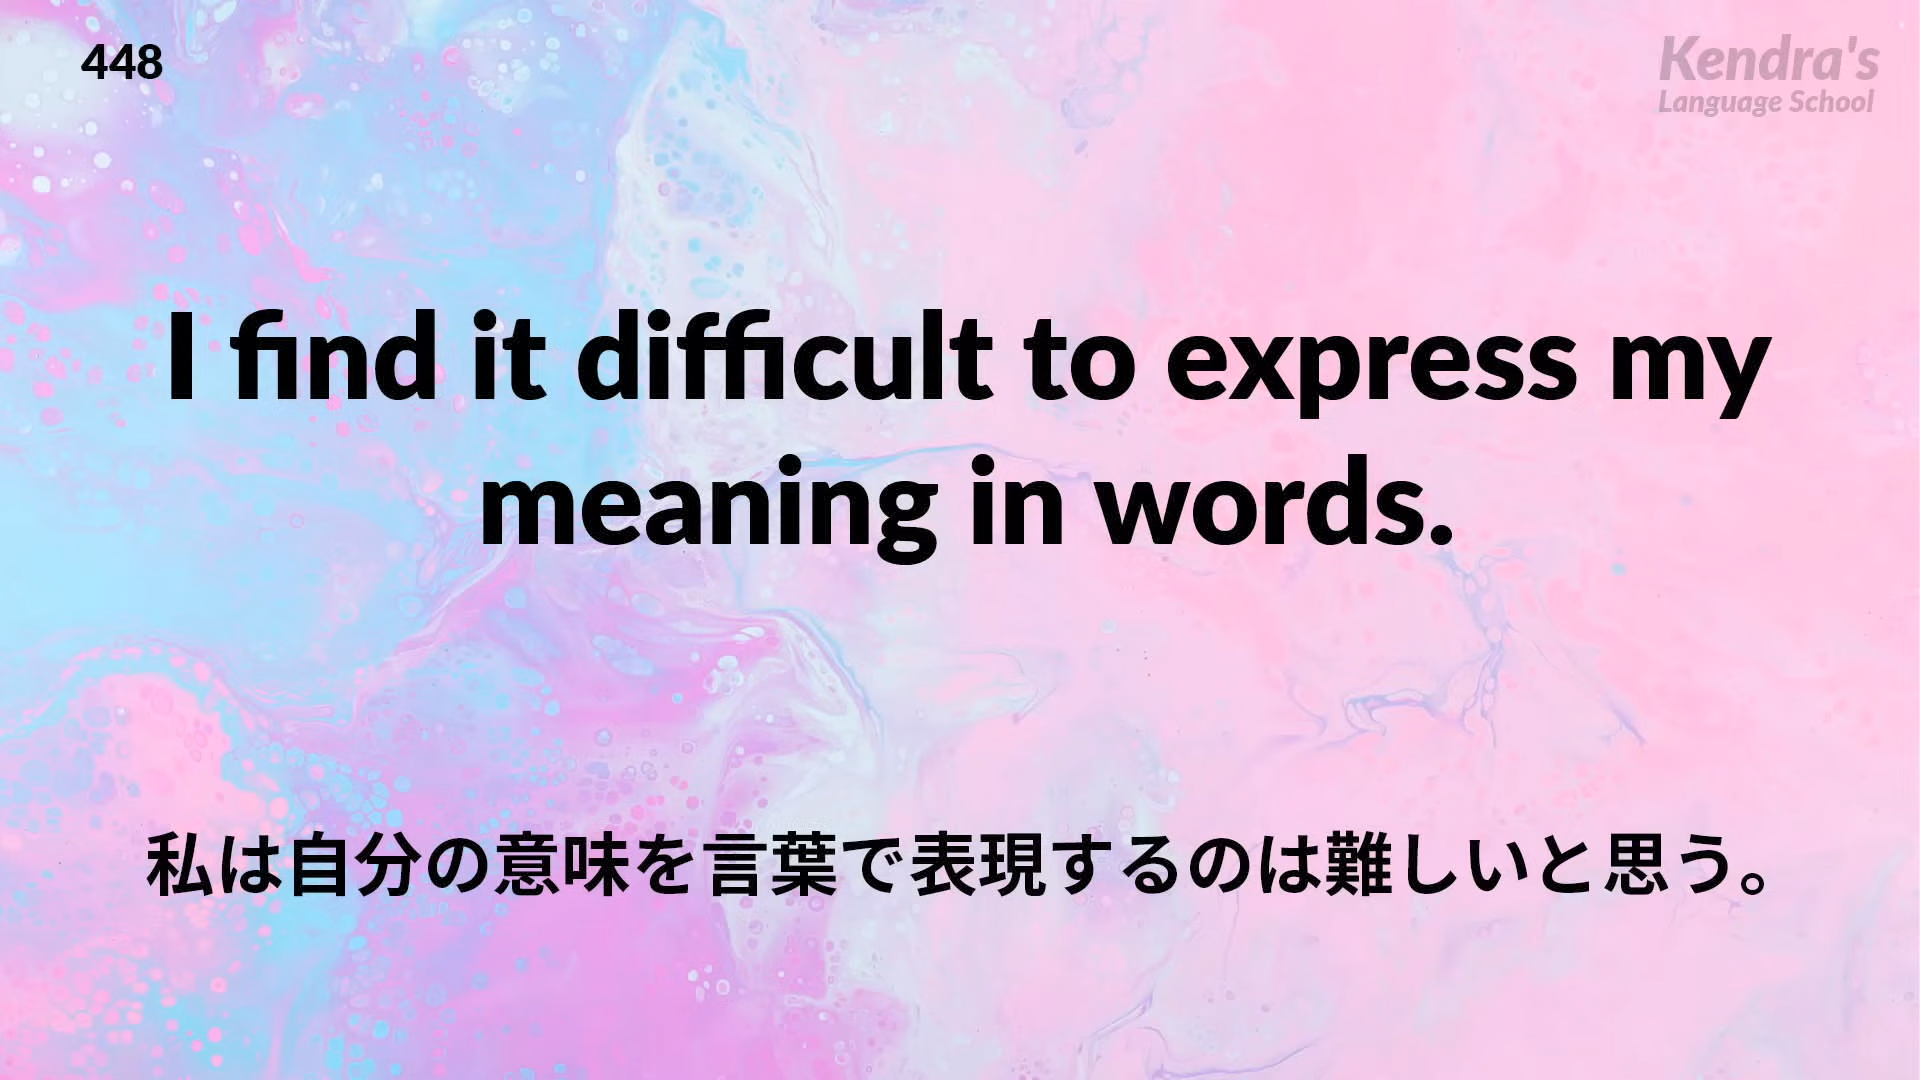 448
Kendra's
Language School
I find it difficult to express my
meaning in words.
私は自分の意味を言葉で表現するのは難しいと思う。